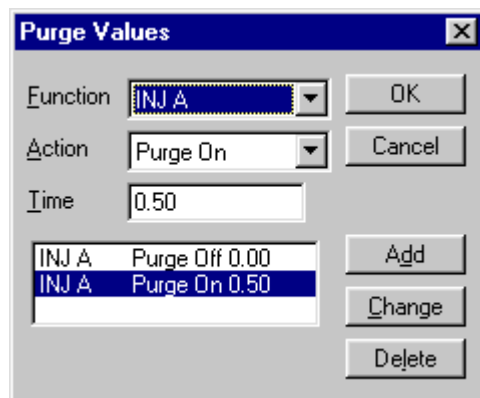 Purge Values
Function INJ A OK
Action Purge On Cancel
Time 0.50
INJ A Purge Off 0.00 Add
INJ A Purge On 0.50
Change
Delete